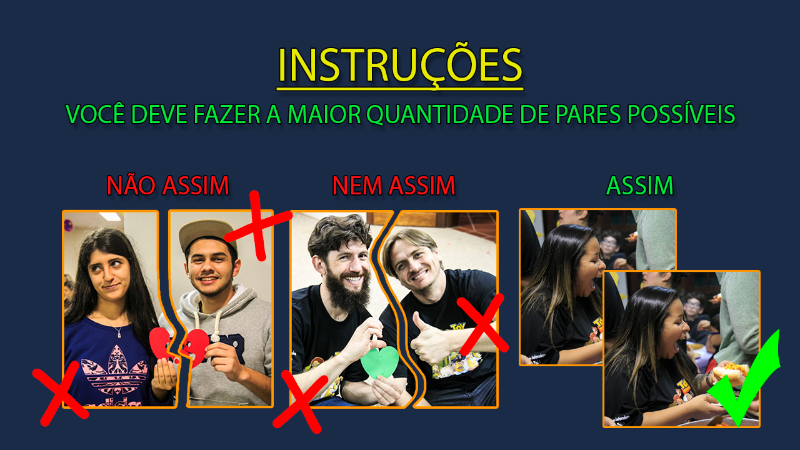 INSTRUÇÕES
VOCÊ DEVE FAZER A MAIOR QUANTIDADE DE PARES POSSÍVEIS
NÃO ASSIM
NEM ASSIM
ASSIM